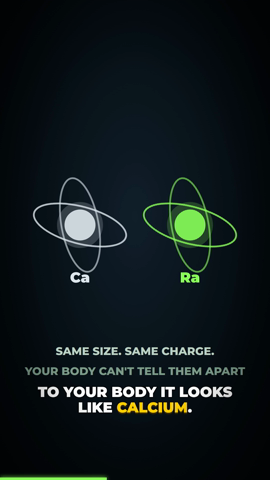 Ca Ra
SAME SIZE. SAME CHARGE.
YOUR BODY CAN'T TELL THEM APART
TO YOUR BODY IT LOOKS
LIKE CALCIUM.